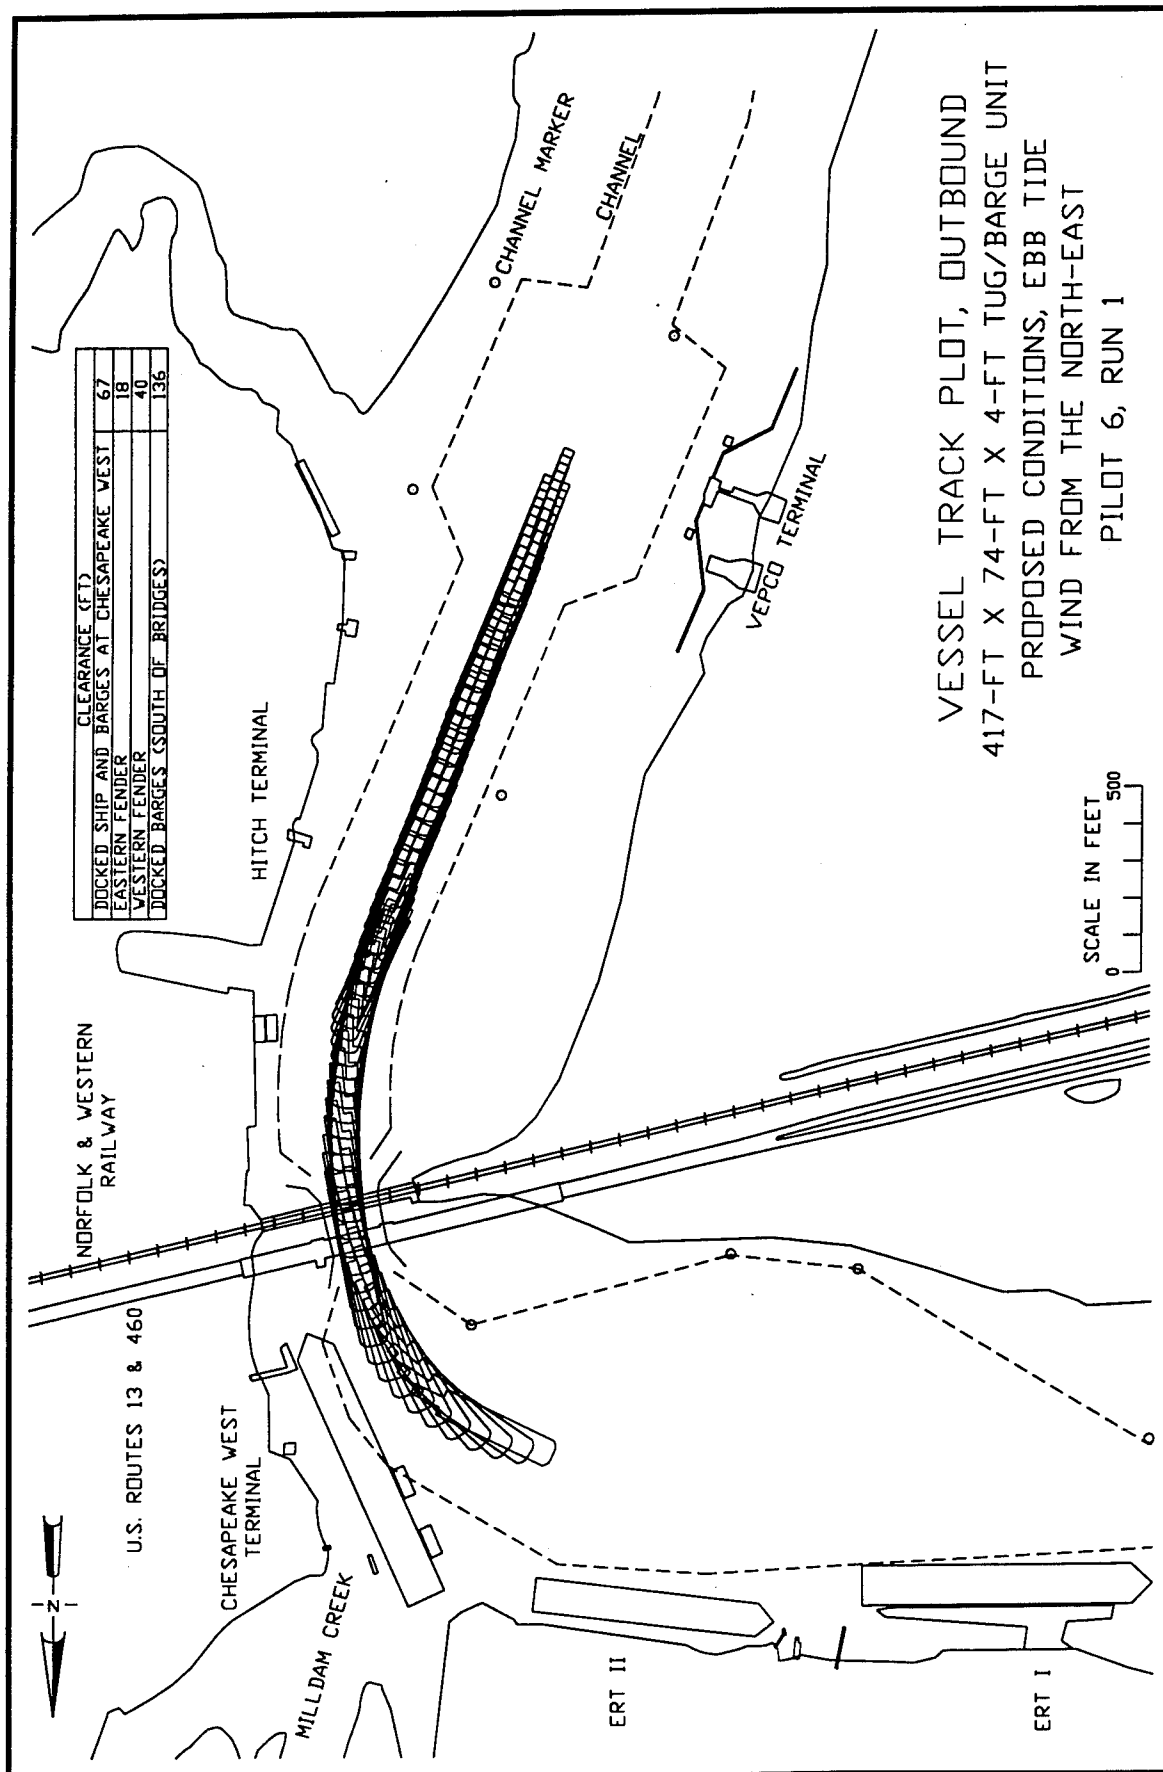 CLEARANCE (FT)
DOCKED SHIP AND BARGES AT CHESAPEAKE WEST 67
EASTERN FENDER 18
WESTERN FENDER 40
DOCKED BARGES (SOUTH OF BRIDGES) 136
NORFOLK & WESTERN
RAILWAY
U.S. ROUTES 13 & 460
HITCH TERMINAL
CHANNEL MARKER
CHANNEL
CHESAPEAKE WEST
TERMINAL
MILLDAM CREEK
N
VEPCO TERMINAL
ERT II
ERT I
SCALE IN FEET
0 500
VESSEL TRACK PLOT, OUTBOUND
417-FT X 74-FT X 4-FT TUG/BARGE UNIT
PROPOSED CONDITIONS, EBB TIDE
WIND FROM THE NORTH-EAST
PILOT 6, RUN 1